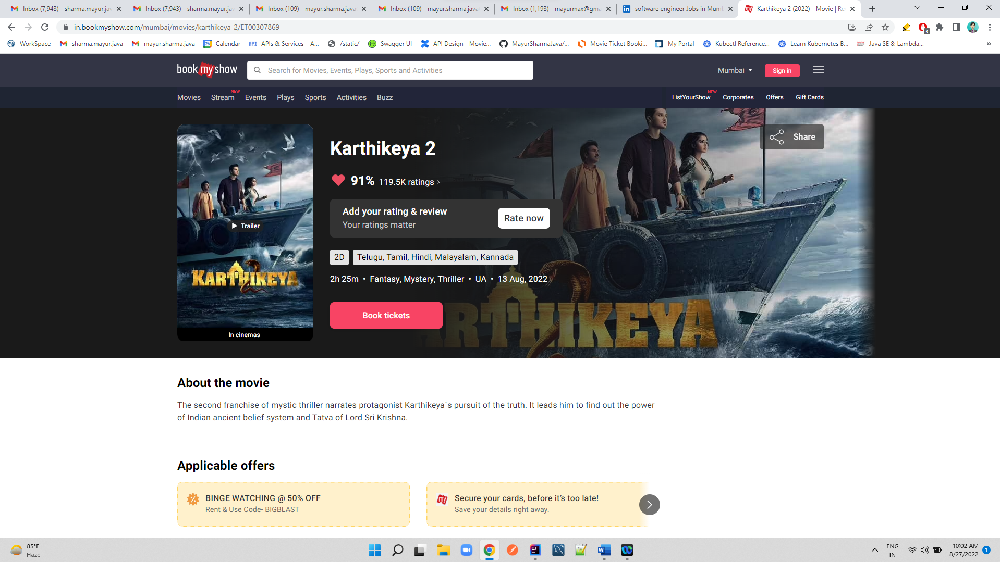 Inbox (7,943) - sharma.mayur.jav
Inbox (7,943) - sharma.mayur.jav
Inbox (109) - mayur.sharma.java
Inbox (109) - mayur.sharma.java
Inbox (1,193) - mayurmax@gma
software engineer Jobs in Mumb
Karthikeya 2 (2022) - Movie | Re
in.bookmyshow.com/mumbai/movies/karthikeya-2/ET00307869
3
WorkSpace
sharma.mayur.java
mayur.sharma.java
26 Calendar
API APIs & Services – A...
/static/
Swagger UI
API Design - Movie...
MayurSharmaJava/...
Movie Ticket Booki...
My Portal
Kubectl Reference...
Learn Kubernetes B...
Java SE 8: Lambda...
»
book my show
Search for Movies, Events, Plays, Sports and Activities
Mumbai
Sign in
Movies Stream NEW Events Plays Sports Activities Buzz
ListYourShow NEW Corporates Offers Gift Cards
Trailer
KARTHIKEYA
In cinemas
Karthikeya 2
91% 119.5K ratings
Share
Add your rating & review
Your ratings matter
Rate now
2D Telugu, Tamil, Hindi, Malayalam, Kannada
2h 25m • Fantasy, Mystery, Thriller • UA • 13 Aug, 2022
Book tickets
ARTHIKEYA
About the movie
The second franchise of mystic thriller narrates protagonist Karthikeya`s pursuit of the truth. It leads him to find out the power
of Indian ancient belief system and Tatva of Lord Sri Krishna.
Applicable offers
BINGE WATCHING @ 50% OFF
Rent & Use Code- BIGBLAST
my
Secure your cards, before it’s too late!
Save your details right away.
85°F
Haze
ENG
IN
10:02 AM
8/27/2022
1